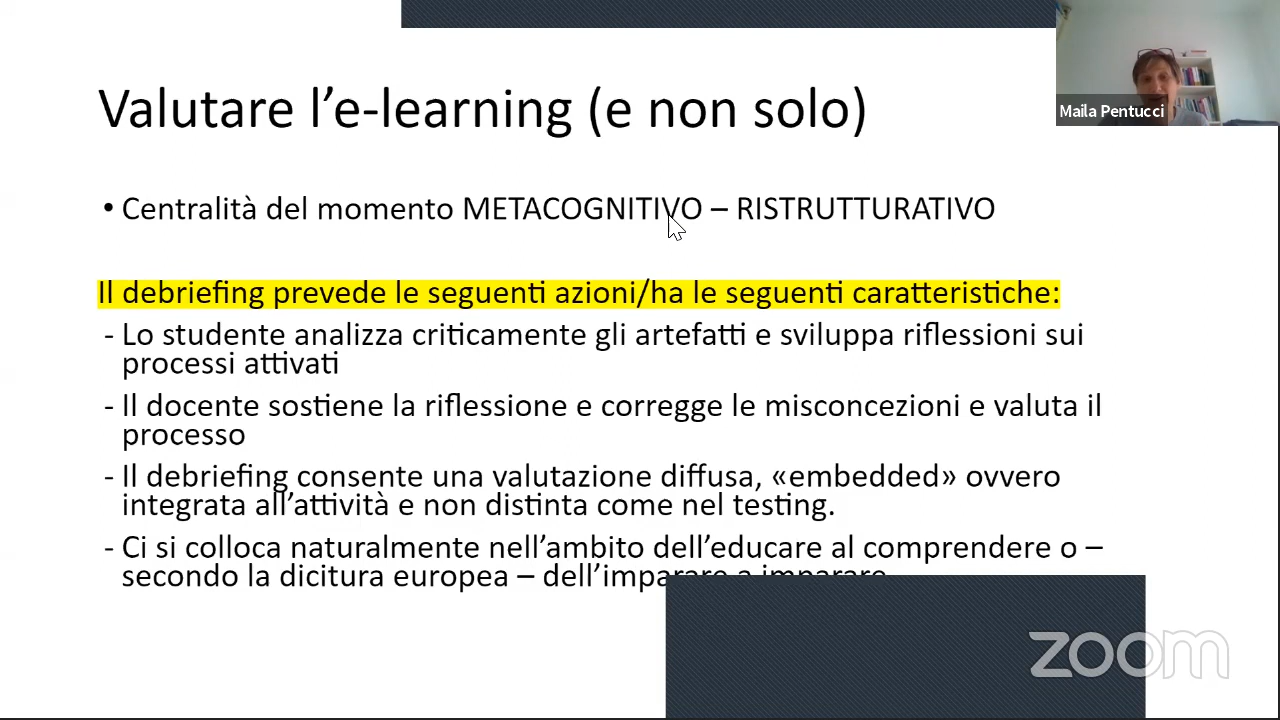 Valutare l’e-learning (e non solo)
Maila Pentucci
• Centralità del momento METACOGNITIVO – RISTRUTTURATIVO
Il debriefing prevede le seguenti azioni/ha le seguenti caratteristiche:
- Lo studente analizza criticamente gli artefatti e sviluppa riflessioni sui
processi attivati
- Il docente sostiene la riflessione e corregge le misconcezioni e valuta il
processo
- Il debriefing consente una valutazione diffusa, «embedded» ovvero
integrata all’attività e non distinta come nel testing.
- Ci si colloca naturalmente nell’ambito dell’educare al comprendere o –
secondo la dicitura europea – dell’imparare a imparare
zoom